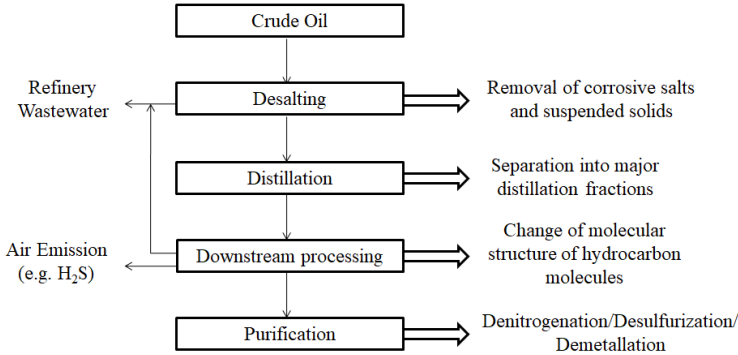 Crude Oil
Refinery
Wastewater
Desalting
Removal of corrosive salts
and suspended solids
Distillation
Separation into major
distillation fractions
Air Emission
(e.g. H₂S)
Downstream processing
Change of molecular
structure of hydrocarbon
molecules
Purification
Denitrogenation/Desulfurization/
Demetallation